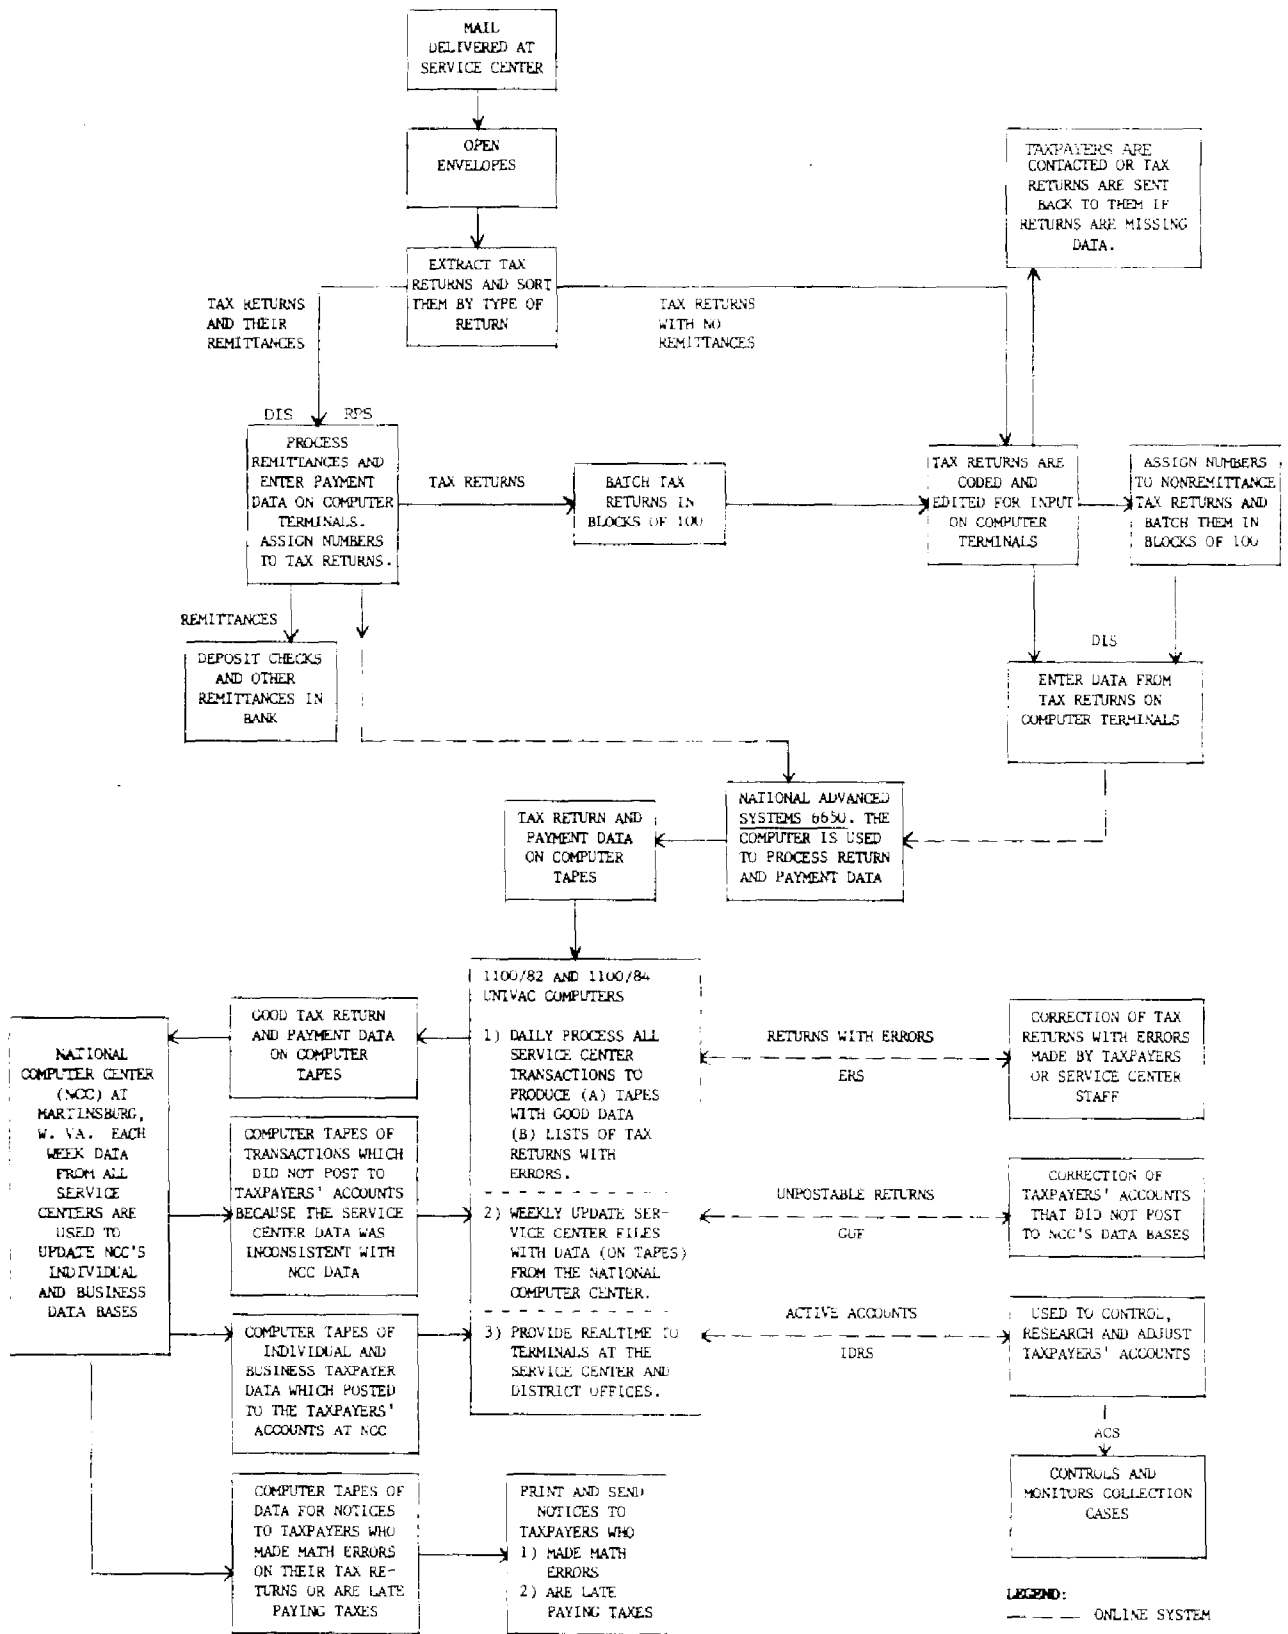 MAIL
DELIVERED AT
SERVICE CENTER
OPEN
ENVELOPES
TAXPAYERS ARE
CONTACTED OR TAX
RETURNS ARE SENT
BACK TO THEM IF
RETURNS ARE MISSING
DATA.
EXTRACT TAX
RETURNS AND SORT
THEM BY TYPE OF
RETURN
TAX RETURNS
AND THEIR
REMITTANCES
TAX RETURNS
WITH NO
REMITTANCES
DIS RPS
PROCESS
REMITTANCES AND
ENTER PAYMENT
DATA ON COMPUTER
TERMINALS.
ASSIGN NUMBERS
TO TAX RETURNS.
TAX RETURNS
BATCH TAX
RETURNS IN
BLOCKS OF 100
TAX RETURNS ARE
CODED AND
EDITED FOR INPUT
ON COMPUTER
TERMINALS
ASSIGN NUMBERS
TO NONREMITTANCE
TAX RETURNS AND
BATCH THEM IN
BLOCKS OF 100
REMITTANCES
DEPOSIT CHECKS
AND OTHER
REMITTANCES IN
BANK
DIS
ENTER DATA FROM
TAX RETURNS ON
COMPUTER TERMINALS
NATIONAL ADVANCED
SYSTEMS 6650. THE
COMPUTER IS USED
TO PROCESS RETURN
AND PAYMENT DATA
TAX RETURN AND
PAYMENT DATA
ON COMPUTER
TAPES
1100/82 AND 1100/84
UNIVAC COMPUTERS
1) DAILY PROCESS ALL
SERVICE CENTER
TRANSACTIONS TO
PRODUCE (A) TAPES
WITH GOOD DATA
(B) LISTS OF TAX
RETURNS WITH
ERRORS.
2) WEEKLY UPDATE SER-
VICE CENTER FILES
WITH DATA (ON TAPES)
FROM THE NATIONAL
COMPUTER CENTER.
3) PROVIDE REALTIME TO
TERMINALS AT THE
SERVICE CENTER AND
DISTRICT OFFICES.
GOOD TAX RETURN
AND PAYMENT DATA
ON COMPUTER
TAPES
NATIONAL
COMPUTER CENTER
(NCC) AT
MARTINSBURG,
W. VA. EACH
WEEK DATA
FROM ALL
SERVICE
CENTERS ARE
USED TO
UPDATE NCC'S
INDIVIDUAL
AND BUSINESS
DATA BASES
COMPUTER TAPES OF
TRANSACTIONS WHICH
DID NOT POST TO
TAXPAYERS' ACCOUNTS
BECAUSE THE SERVICE
CENTER DATA WAS
INCONSISTENT WITH
NCC DATA
COMPUTER TAPES OF
INDIVIDUAL AND
BUSINESS TAXPAYER
DATA WHICH POSTED
TO THE TAXPAYERS'
ACCOUNTS AT NCC
RETURNS WITH ERRORS
ERS
CORRECTION OF TAX
RETURNS WITH ERRORS
MADE BY TAXPAYERS
OR SERVICE CENTER
STAFF
UNPOSTABLE RETURNS
GUF
CORRECTION OF
TAXPAYERS' ACCOUNTS
THAT DID NOT POST
TO NCC'S DATA BASES
ACTIVE ACCOUNTS
IDRS
USED TO CONTROL,
RESEARCH AND ADJUST
TAXPAYERS' ACCOUNTS
ACS
CONTROLS AND
MONITORS COLLECTION
CASES
COMPUTER TAPES OF
DATA FOR NOTICES
TO TAXPAYERS WHO
MADE MATH ERRORS
ON THEIR TAX RE-
TURNS OR ARE LATE
PAYING TAXES
PRINT AND SEND
NOTICES TO
TAXPAYERS WHO
1) MADE MATH
ERRORS
2) ARE LATE
PAYING TAXES
LEGEND:
ONLINE SYSTEM